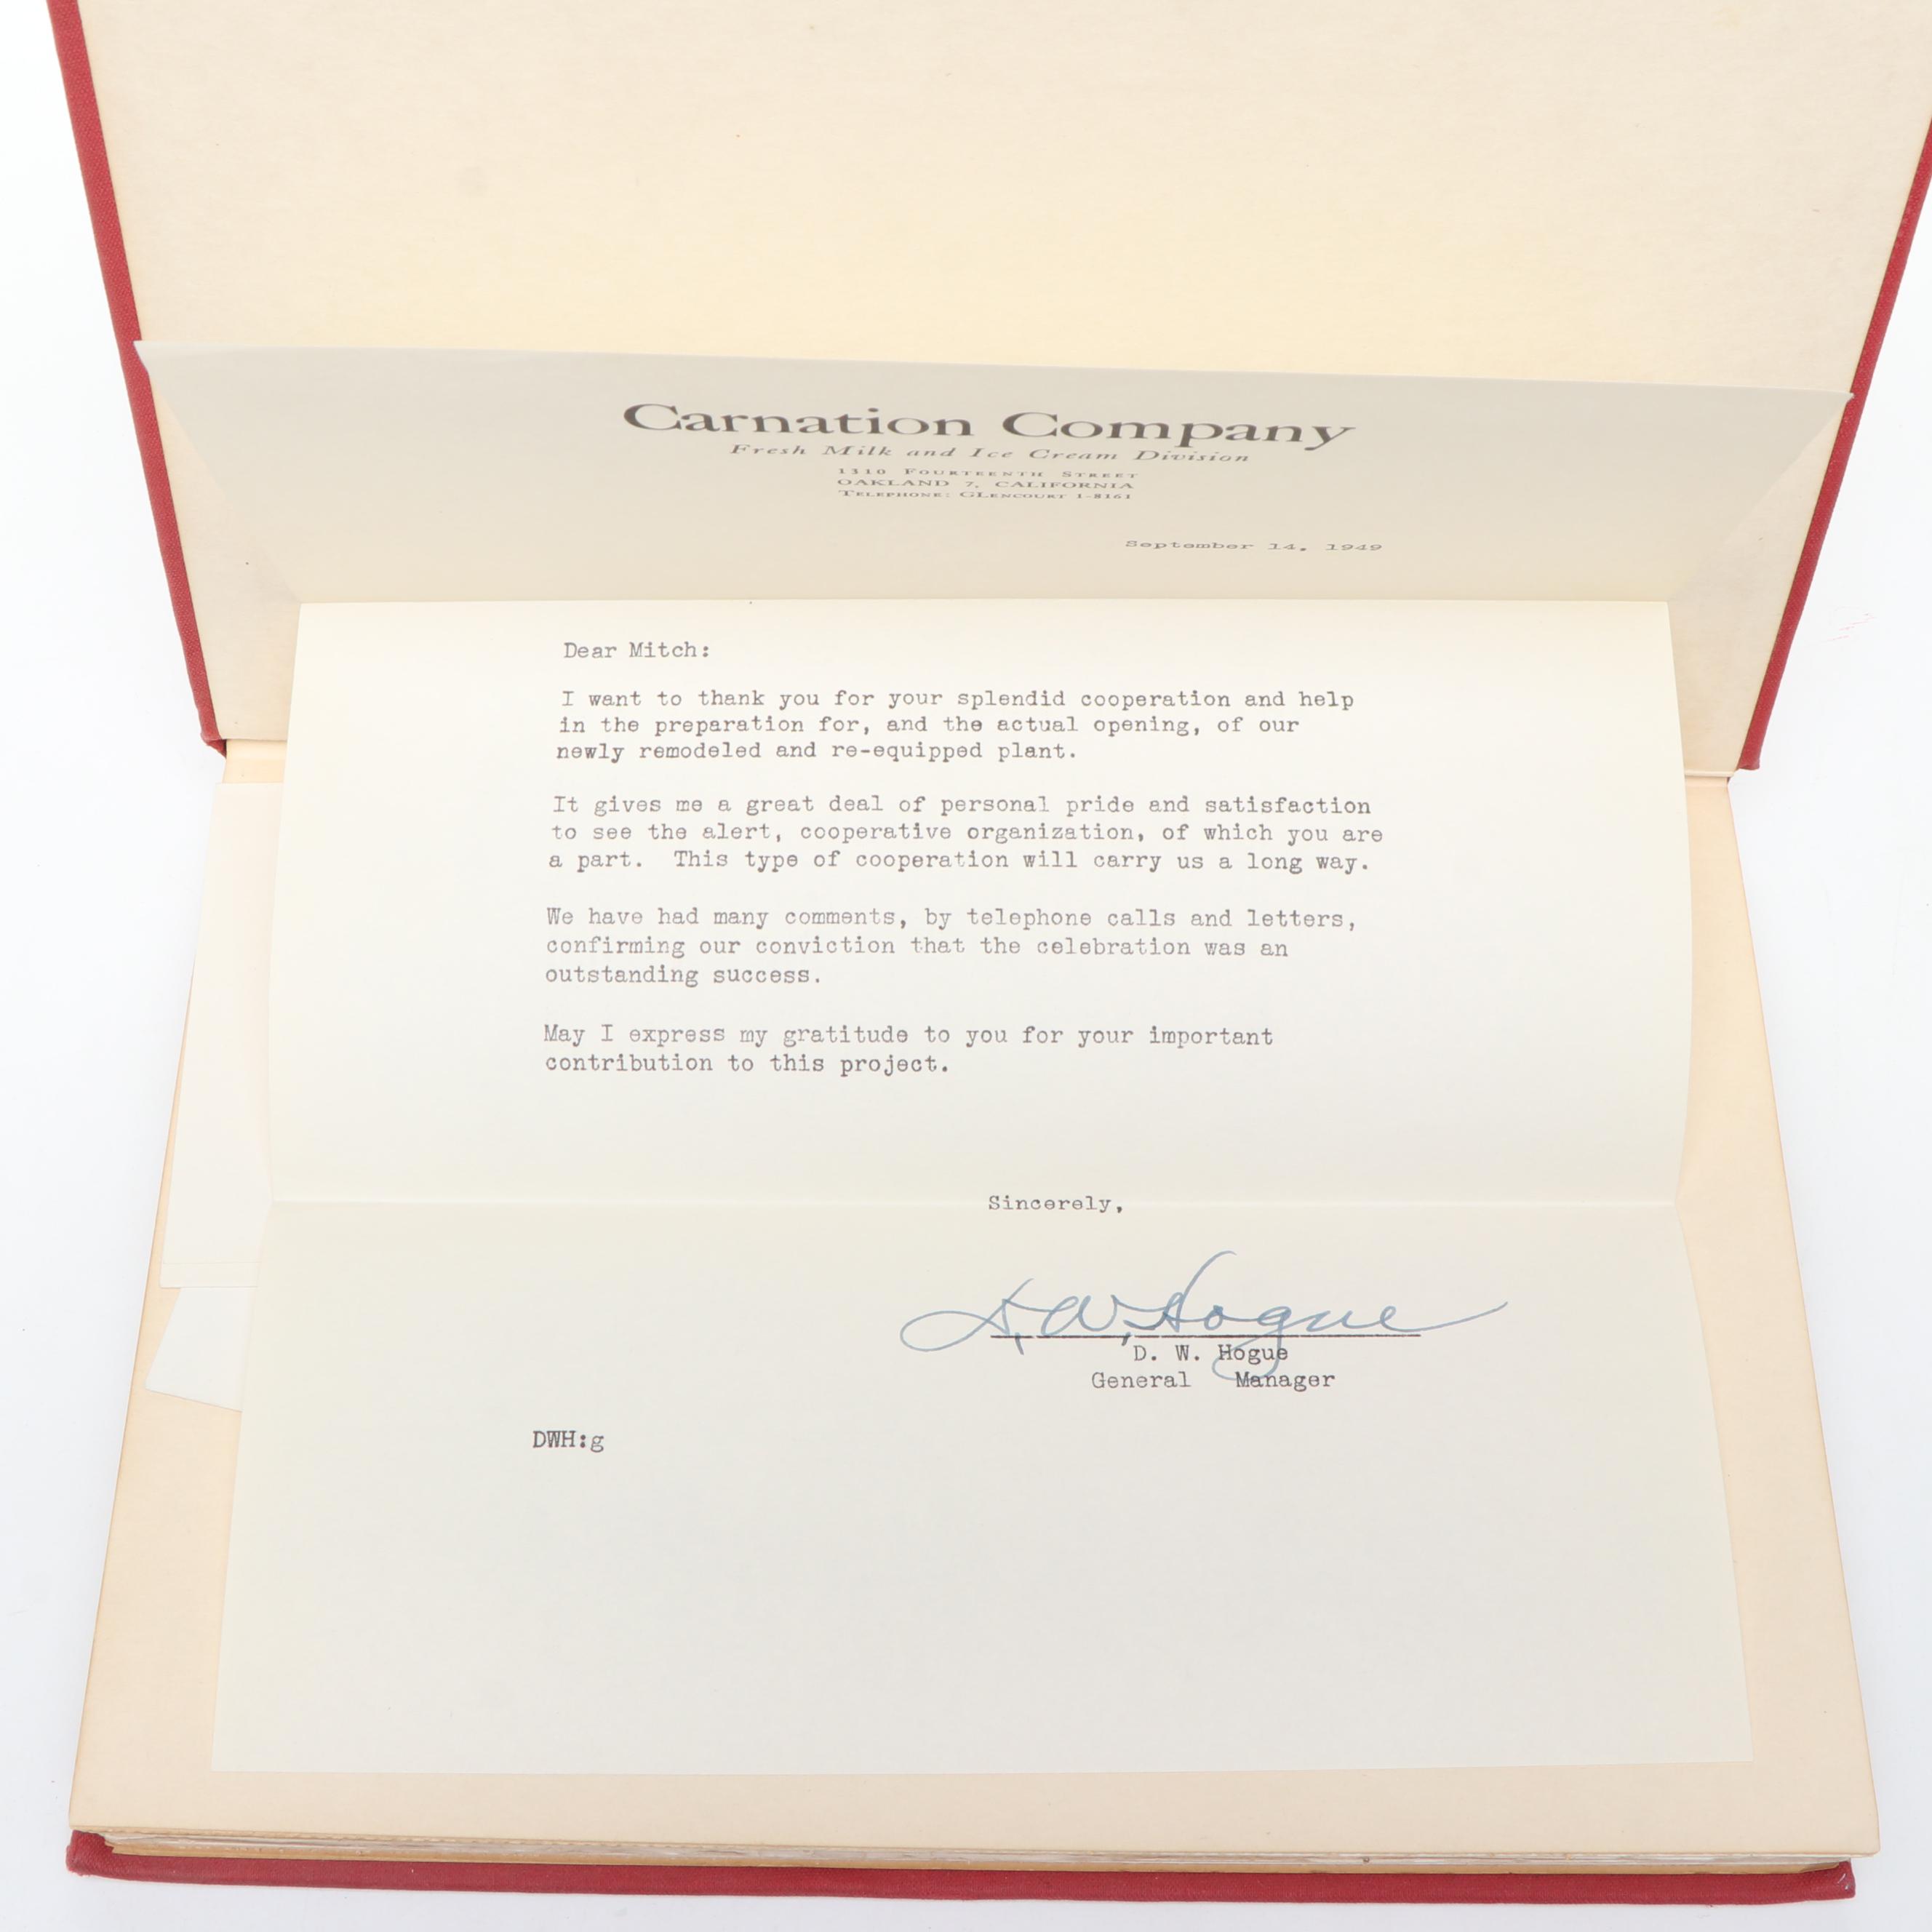 Carnation Company
Fresh Milk and Ice Cream Division
1310 Fourteenth Street
OAKLAND 7, CALIFORNIA
Telephone: GLencourt 1-8161
September 14, 1949
Dear Mitch:
I want to thank you for your splendid cooperation and help
in the preparation for, and the actual opening, of our
newly remodeled and re-equipped plant.
It gives me a great deal of personal pride and satisfaction
to see the alert, cooperative organization, of which you are
a part. This type of cooperation will carry us a long way.
We have had many comments, by telephone calls and letters,
confirming our conviction that the celebration was an
outstanding success.
May I express my gratitude to you for your important
contribution to this project.
Sincerely,
D. W. Hogue
D. W. Hogue
General Manager
DWH:g